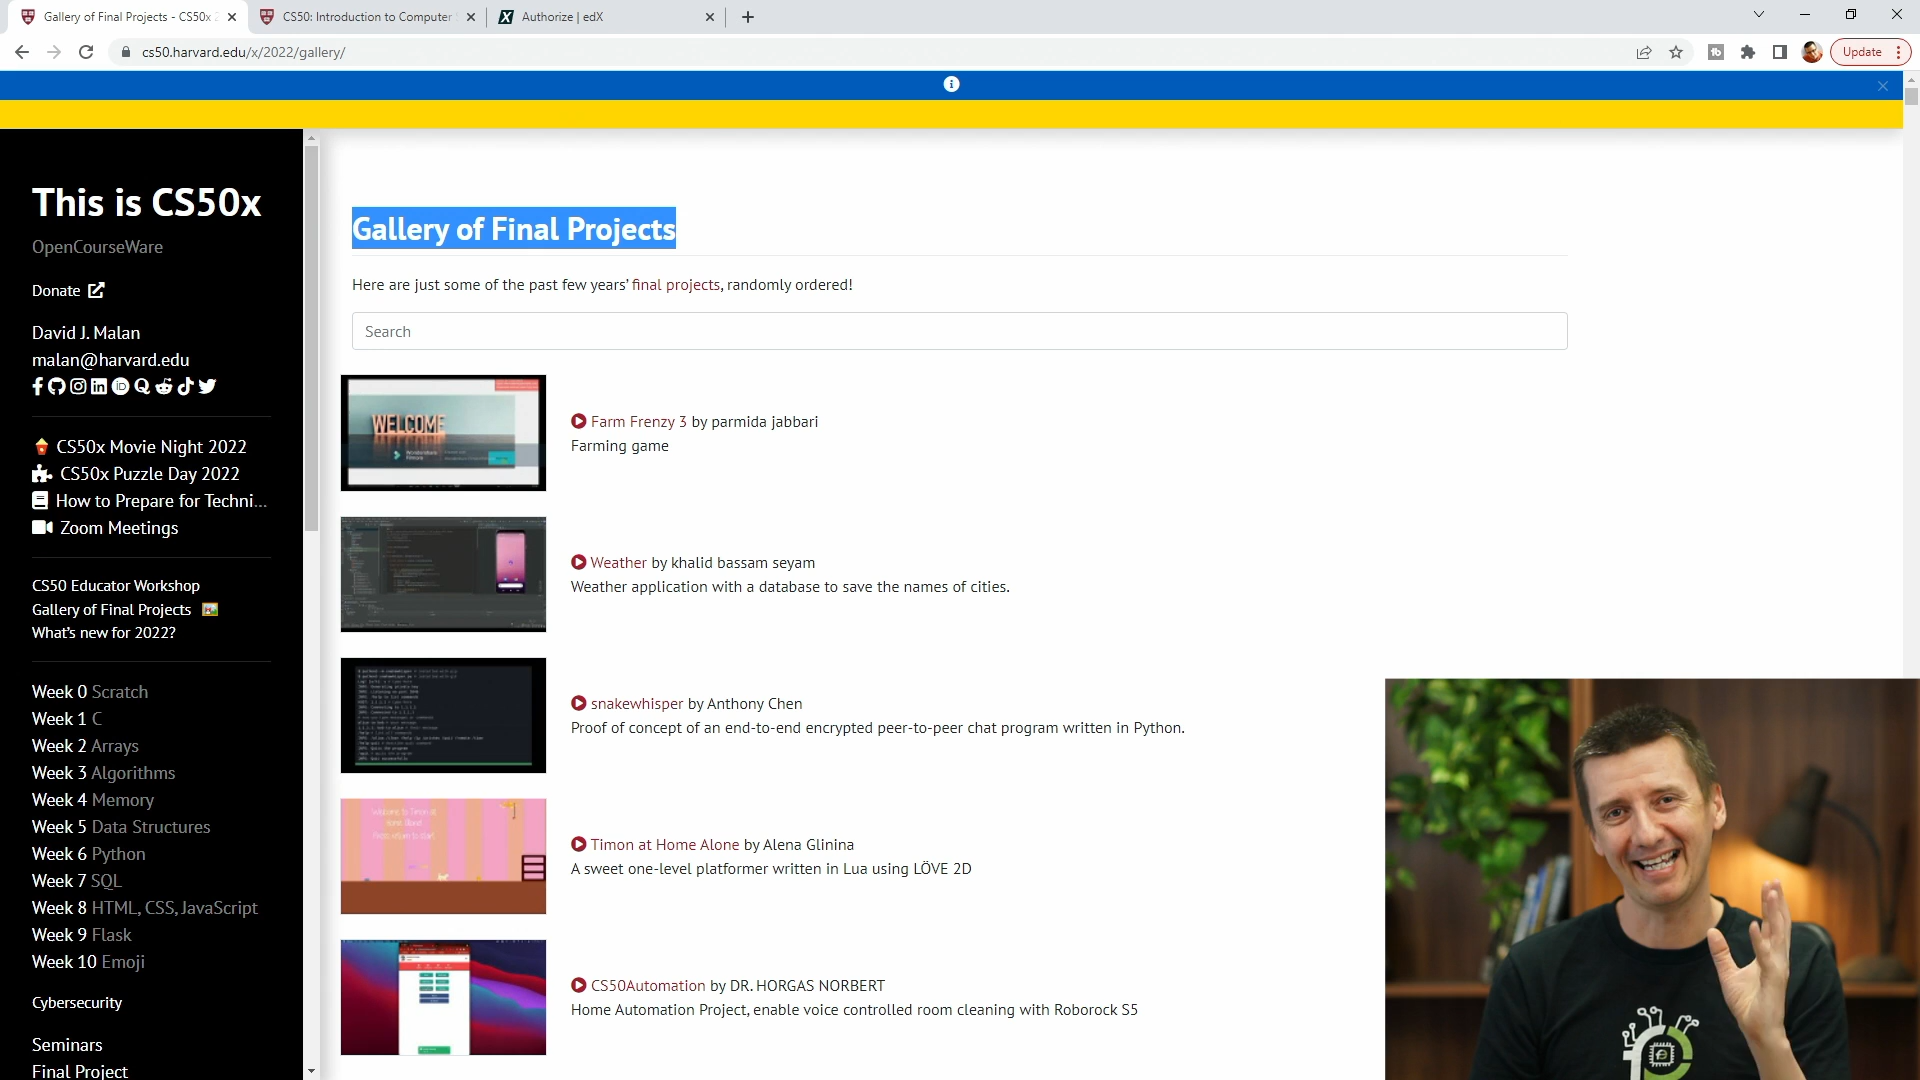 Gallery of Final Projects - CS50x 2
CS50: Introduction to Computer S
Authorize | edX
cs50.harvard.edu/x/2022/gallery/
Update
This is CS50x
OpenCourseWare
Donate
David J. Malan
malan@harvard.edu
CS50x Movie Night 2022
CS50x Puzzle Day 2022
How to Prepare for Techni...
Zoom Meetings
CS50 Educator Workshop
Gallery of Final Projects
What's new for 2022?
Week 0 Scratch
Week 1 C
Week 2 Arrays
Week 3 Algorithms
Week 4 Memory
Week 5 Data Structures
Week 6 Python
Week 7 SQL
Week 8 HTML, CSS, JavaScript
Week 9 Flask
Week 10 Emoji
Cybersecurity
Seminars
Final Project
Gallery of Final Projects
Here are just some of the past few years' final projects, randomly ordered!
Search
WELCOME
Farm Frenzy 3 by parmida jabbari
Farming game
Weather by khalid bassam seyam
Weather application with a database to save the names of cities.
snakewhisper by Anthony Chen
Proof of concept of an end-to-end encrypted peer-to-peer chat program written in Python.
Timon at Home Alone by Alena Glinina
A sweet one-level platformer written in Lua using LÖVE 2D
CS50Automation by DR. HORGAS NORBERT
Home Automation Project, enable voice controlled room cleaning with Roborock S5